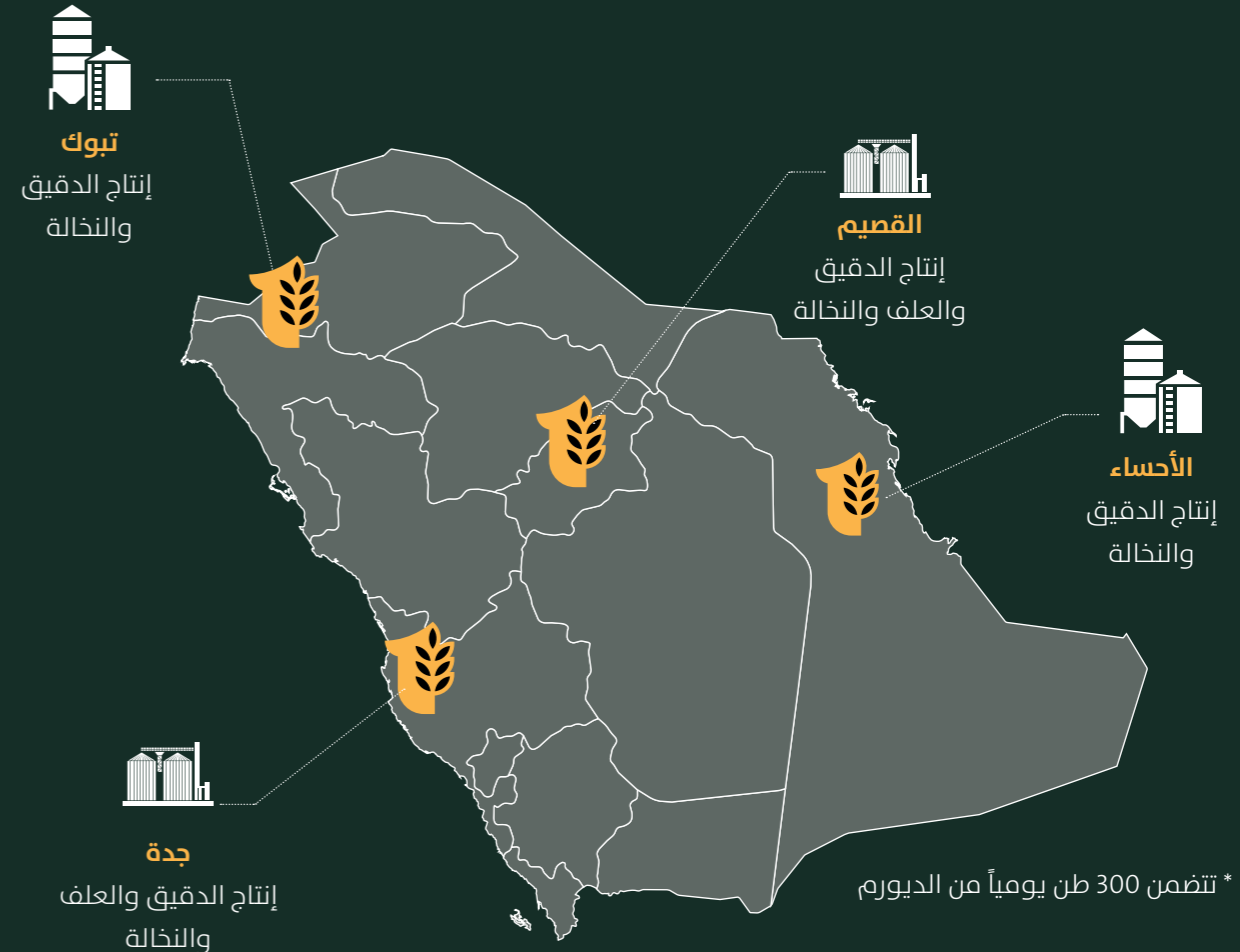 تبوك
إنتاج الدقيق
والنخالة
القصيم
إنتاج الدقيق
والعلف والنخالة
الأحساء
إنتاج الدقيق
والنخالة
جدة
إنتاج الدقيق والعلف
والنخالة
* تتضمن 300 طن يومياً من الديورم